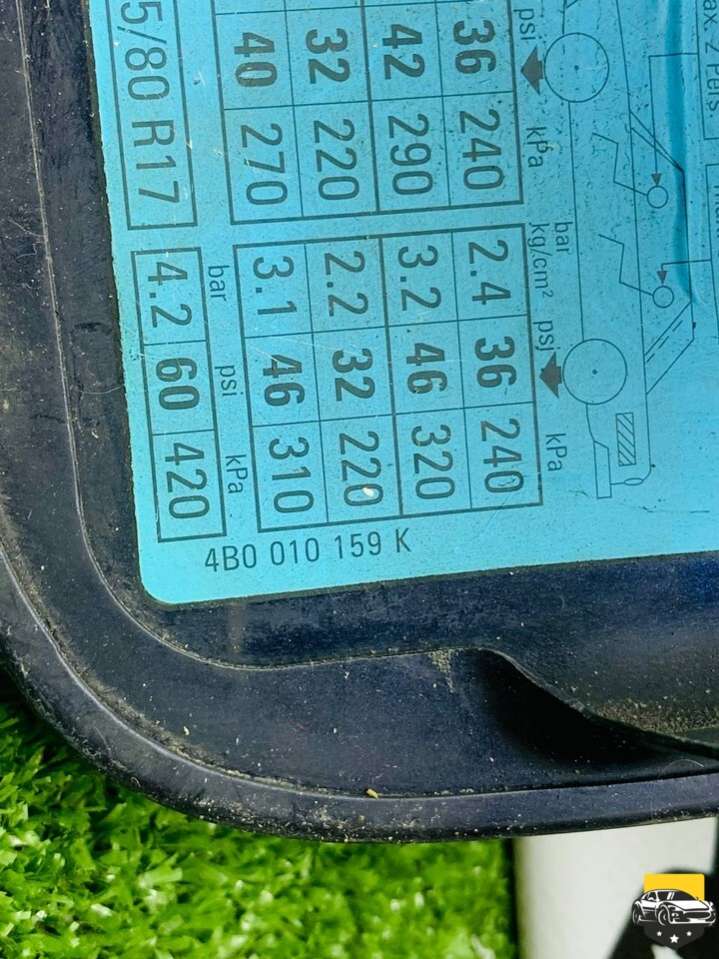 2 Pers.
bar
psi kPa kg/cm² psi kPa
36 240 2.4 36 240
42 290 3.2 46 320
32 220 2.2 32 220
40 270 3.1 46 310
bar psi kPa
5/80 R17 4.2 60 420
4B0 010 159 K